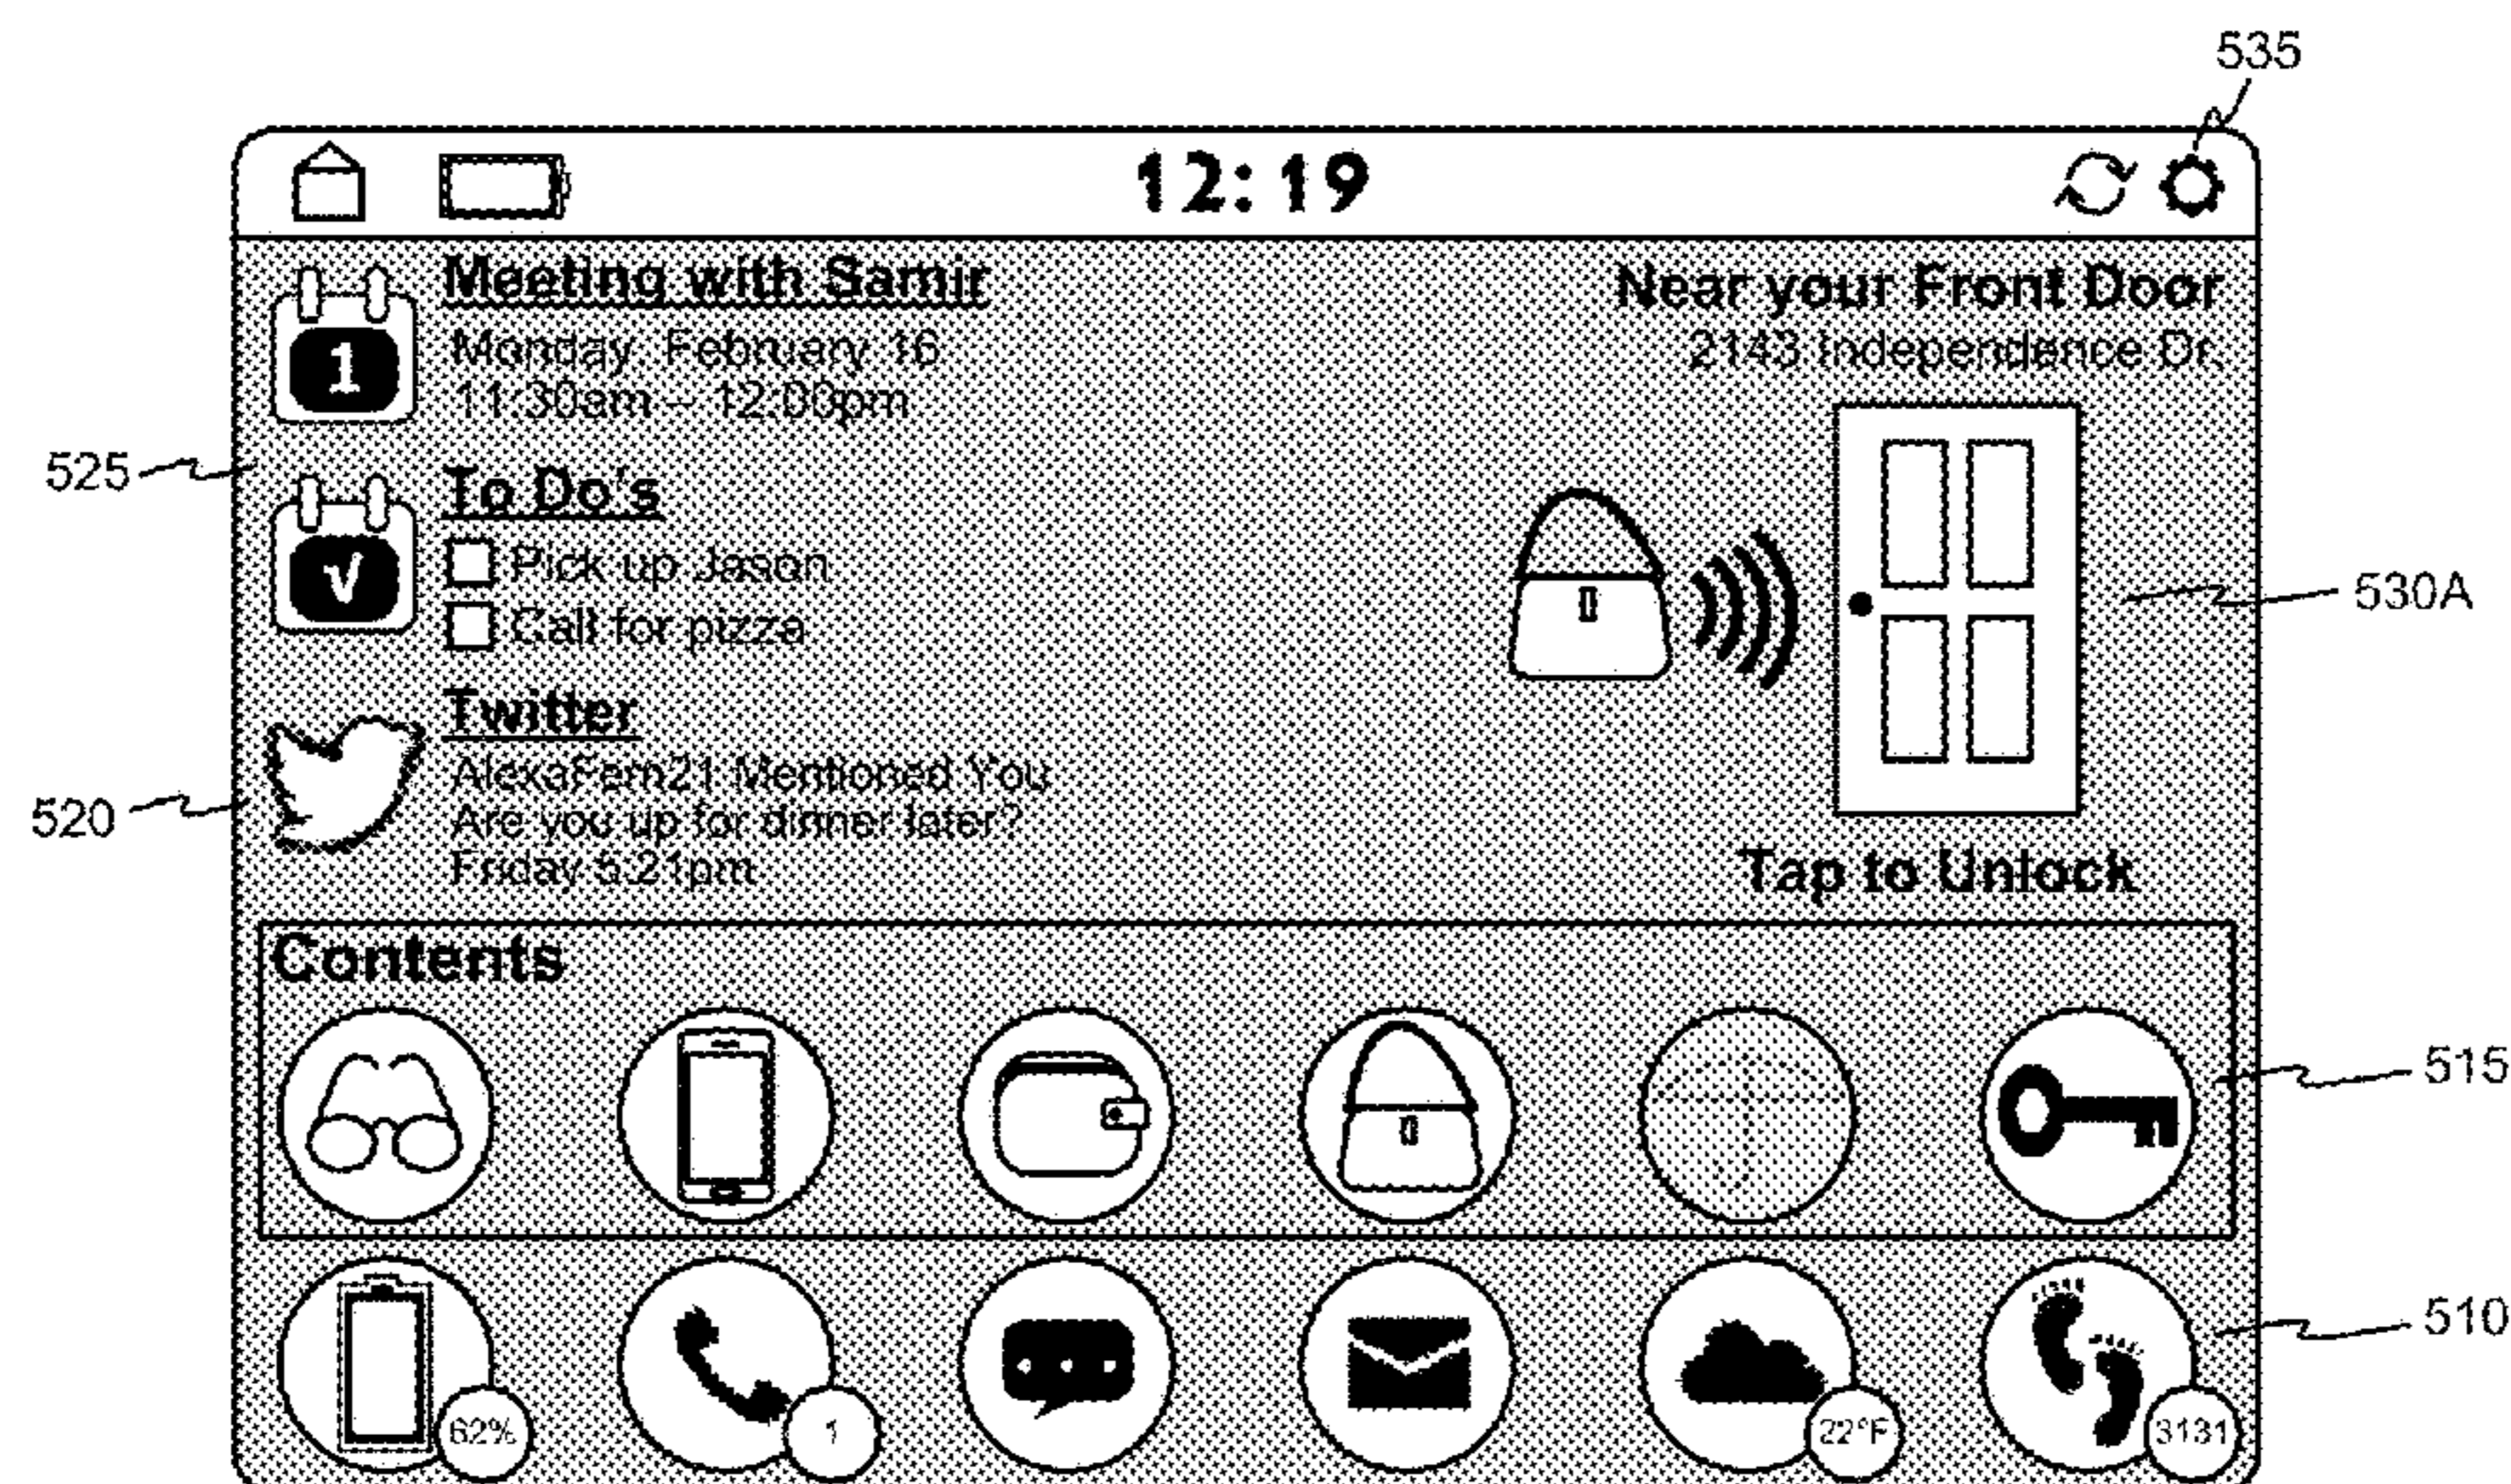 535
12:19
Meeting with Samir
Monday, February 16
11:30am – 12:00pm
Near your Front Door
2143 Independence Dr.
1
525
To Do's
√
Pick up Jason
Call for pizza
530A
Twitter
AlexaFern21 Mentioned You
Are you up for dinner later?
Friday 5:21pm
520
Tap to Unlock
Contents
515
510
62%
1
22°F
3131